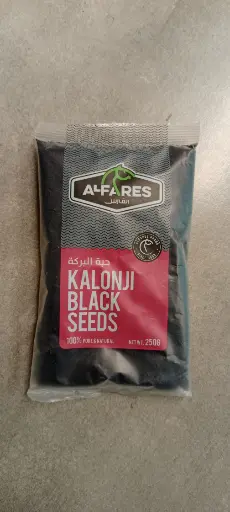 ALFARES
الفارس
حبة البركة
KALONJI
BLACK
SEEDS
100% PURE & NATURAL
NET WT. 250G